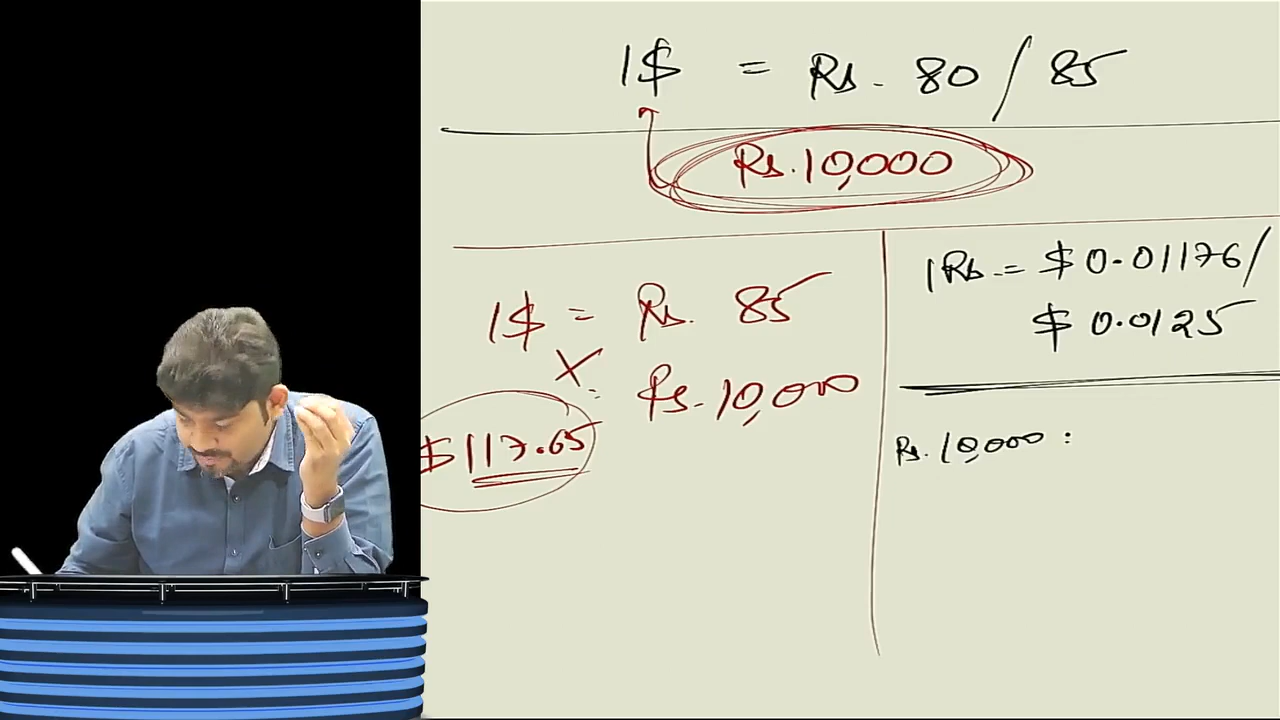 1$ = Rs. 80 / 85
Rs. 10,000
1$ = Rs. 85
X = Rs. 10,000
$117.65
1Rs = $ 0.01176 /
$ 0.0125
Rs. 10,000 :